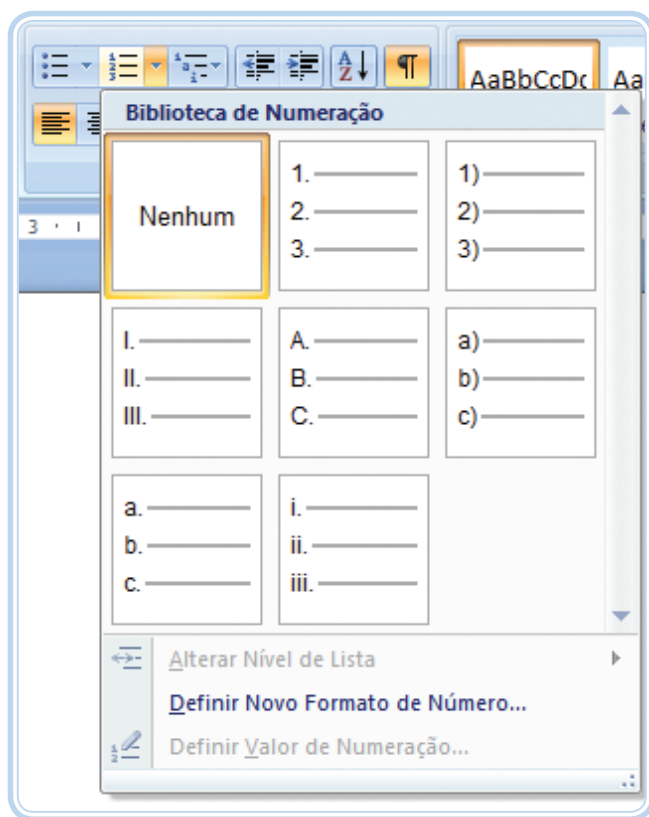 AaBbCcDc Aa
Biblioteca de Numeração
3
Nenhum
1.
2.
3.
1)
2)
3)
I.
II.
III.
A.
B.
C.
a)
b)
c)
a.
b.
c.
i.
ii.
iii.
Alterar Nível de Lista
Definir Novo Formato de Número...
Definir Valor de Numeração...